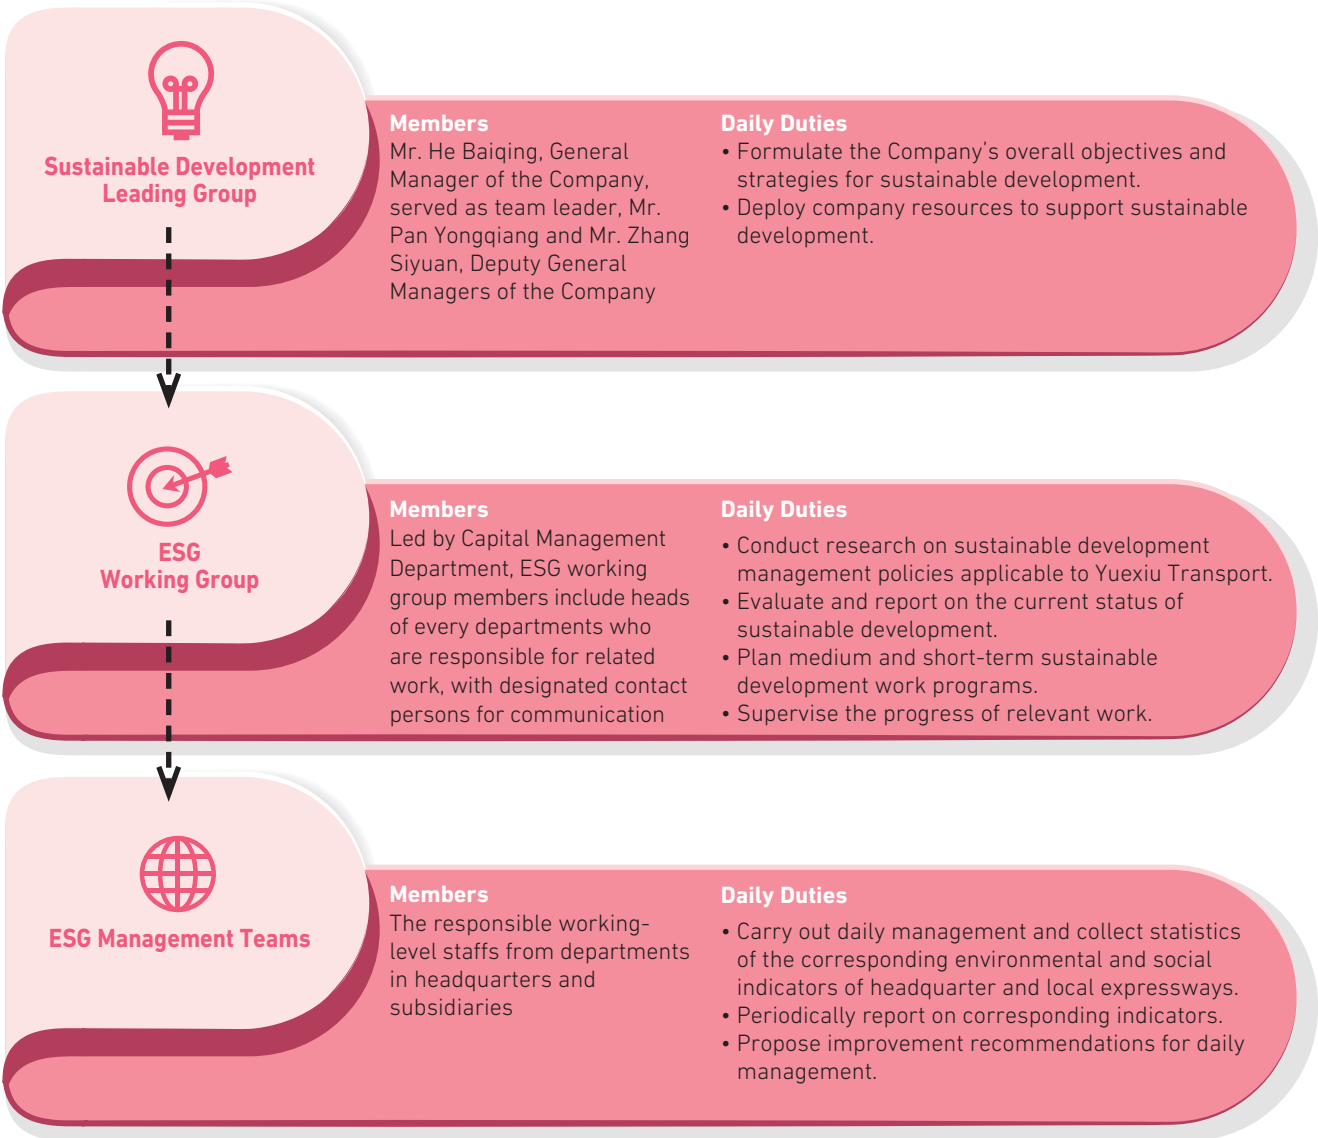 Sustainable Development
Leading Group
Members
Mr. He Baiqing, General
Manager of the Company,
served as team leader, Mr.
Pan Yongqiang and Mr. Zhang
Siyuan, Deputy General
Managers of the Company
Daily Duties
• Formulate the Company's overall objectives and
strategies for sustainable development.
• Deploy company resources to support sustainable
development.
ESG
Working Group
Members
Led by Capital Management
Department, ESG working
group members include heads
of every departments who
are responsible for related
work, with designated contact
persons for communication
Daily Duties
• Conduct research on sustainable development
management policies applicable to Yuexiu Transport.
• Evaluate and report on the current status of
sustainable development.
• Plan medium and short-term sustainable
development work programs.
• Supervise the progress of relevant work.
ESG Management Teams
Members
The responsible working-
level staffs from departments
in headquarters and
subsidiaries
Daily Duties
• Carry out daily management and collect statistics
of the corresponding environmental and social
indicators of headquarter and local expressways.
• Periodically report on corresponding indicators.
• Propose improvement recommendations for daily
management.